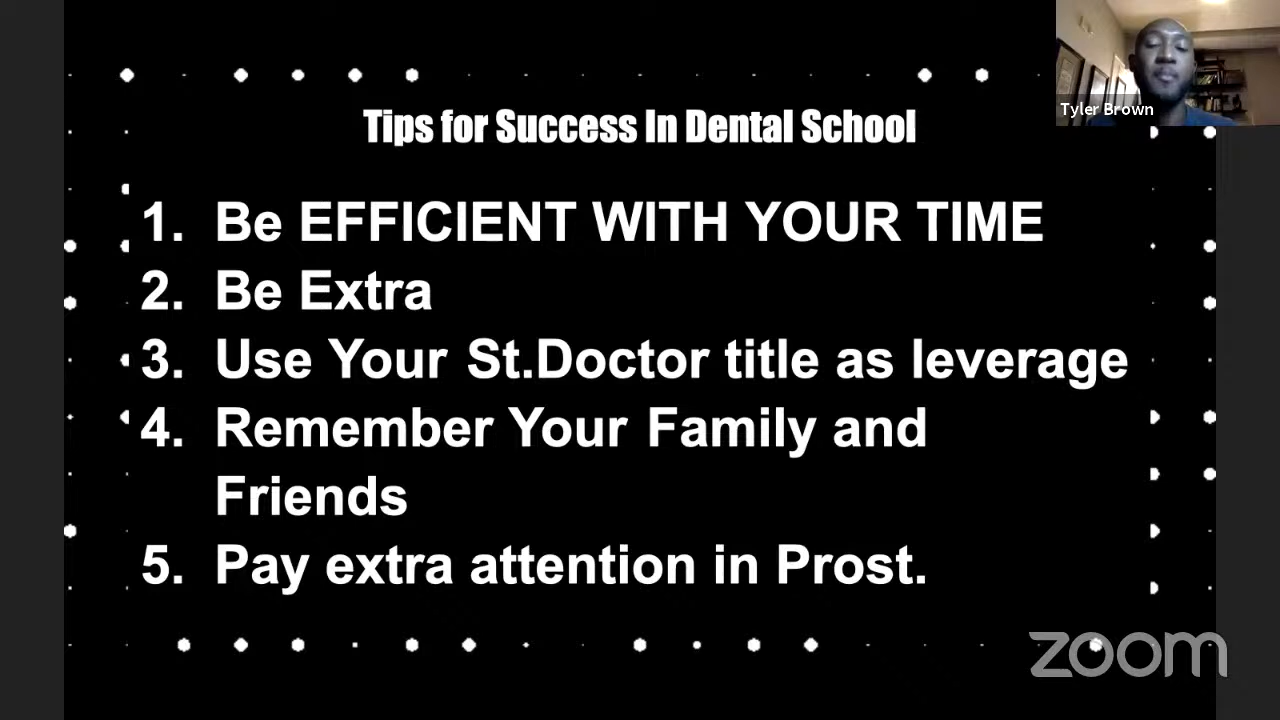 Tyler Brown
Tips for Success In Dental School
1. Be EFFICIENT WITH YOUR TIME
2. Be Extra
3. Use Your St.Doctor title as leverage
4. Remember Your Family and
Friends
5. Pay extra attention in Prost.
zoom